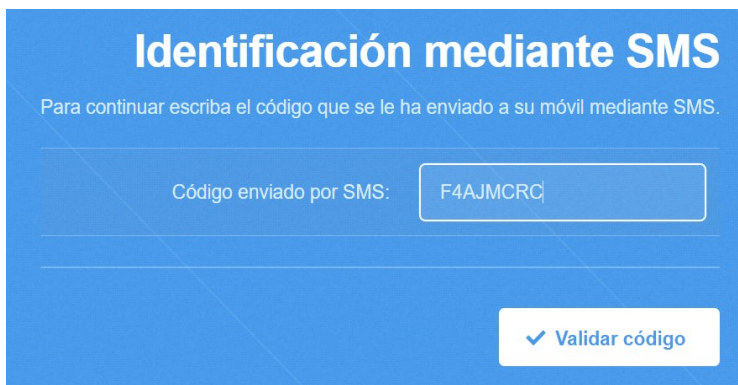 Identificación mediante SMS
Para continuar escriba el código que se le ha enviado a su móvil mediante SMS.
Código enviado por SMS: F4AJMCRC
Validar código